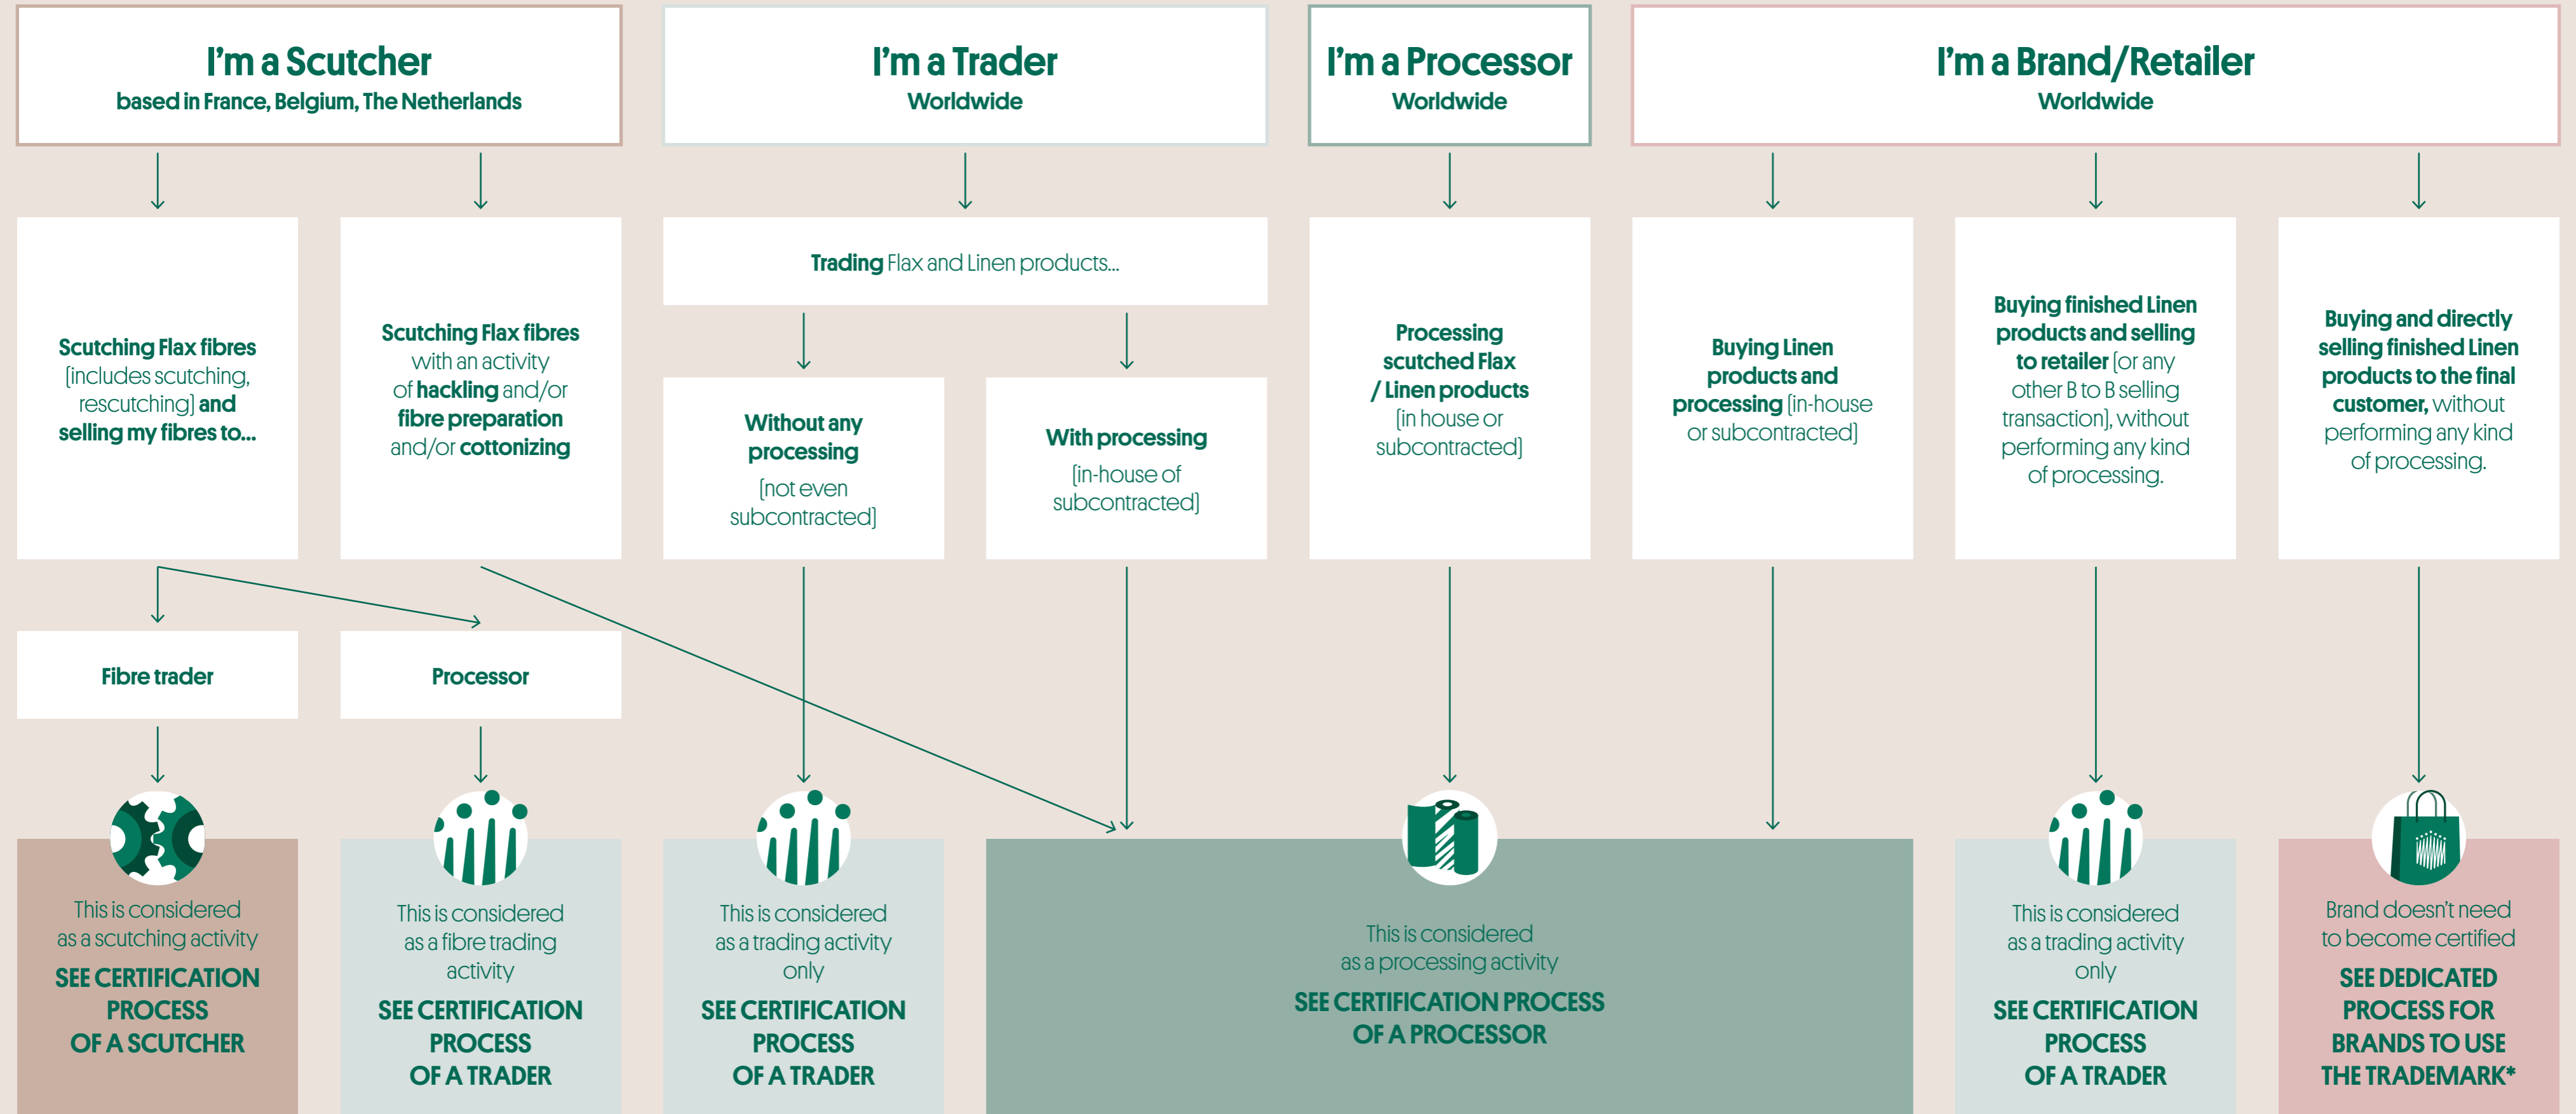 I'm a Scutcher
based in France, Belgium, The Netherlands
I'm a Trader
Worldwide
I'm a Processor
Worldwide
I'm a Brand/Retailer
Worldwide
Scutching Flax fibres
(includes scutching,
rescutching) and
selling my fibres to...
Scutching Flax fibres
with an activity
of hackling and/or
fibre preparation
and/or cottonizing
Trading Flax and Linen products...
Without any
processing
(not even
subcontracted)
With processing
(in-house of
subcontracted)
Processing
scutched Flax
/ Linen products
(in house or
subcontracted)
Buying Linen
products and
processing (in-house
or subcontracted)
Buying finished Linen
products and selling
to retailer (or any
other B to B selling
transaction), without
performing any kind
of processing.
Buying and directly
selling finished Linen
products to the final
customer, without
performing any kind
of processing.
Fibre trader
Processor
This is considered
as a scutching activity
SEE CERTIFICATION
PROCESS
OF A SCUTCHER
This is considered
as a fibre trading
activity
SEE CERTIFICATION
PROCESS
OF A TRADER
This is considered
as a trading activity
only
SEE CERTIFICATION
PROCESS
OF A TRADER
This is considered
as a processing activity
SEE CERTIFICATION PROCESS
OF A PROCESSOR
This is considered
as a trading activity
only
SEE CERTIFICATION
PROCESS
OF A TRADER
Brand doesn't need
to become certified
SEE DEDICATED
PROCESS FOR
BRANDS TO USE
THE TRADEMARK*